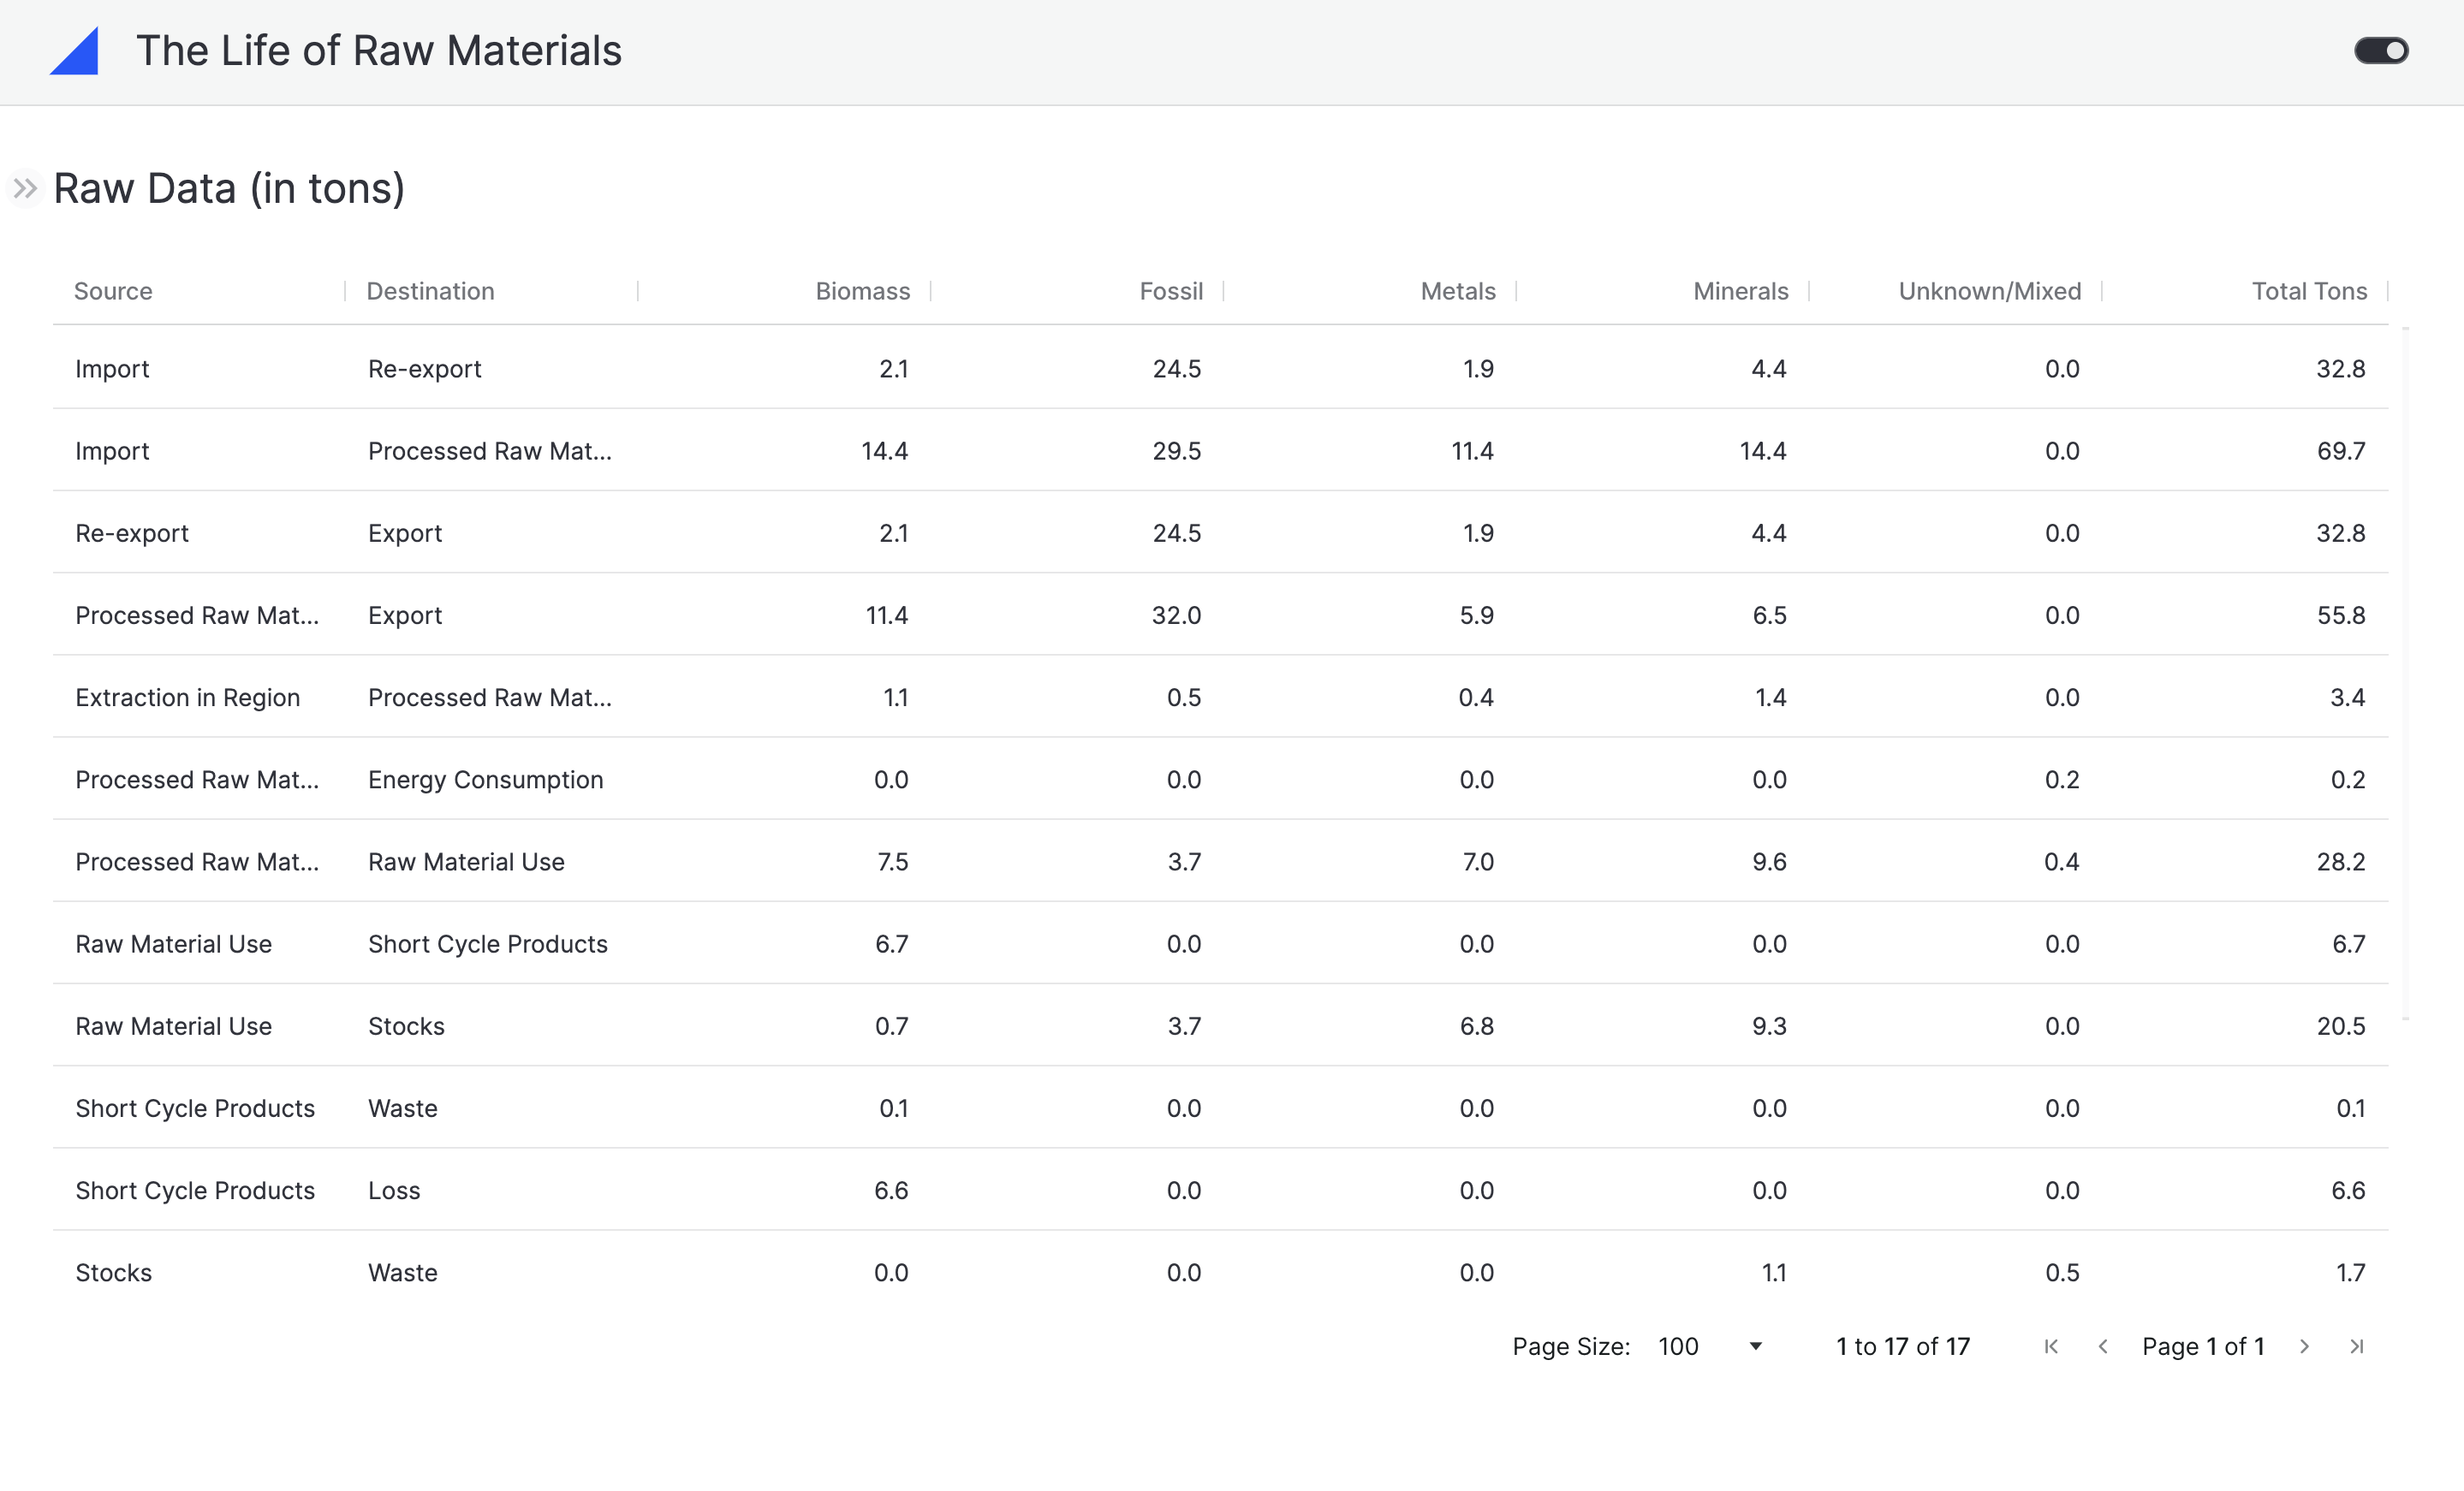 The Life of Raw Materials
Raw Data (in tons)
Source Destination Biomass Fossil Metals Minerals Unknown/Mixed Total Tons
Import Re-export 2.1 24.5 1.9 4.4 0.0 32.8
Import Processed Raw Mat... 14.4 29.5 11.4 14.4 0.0 69.7
Re-export Export 2.1 24.5 1.9 4.4 0.0 32.8
Processed Raw Mat... Export 11.4 32.0 5.9 6.5 0.0 55.8
Extraction in Region Processed Raw Mat... 1.1 0.5 0.4 1.4 0.0 3.4
Processed Raw Mat... Energy Consumption 0.0 0.0 0.0 0.0 0.2 0.2
Processed Raw Mat... Raw Material Use 7.5 3.7 7.0 9.6 0.4 28.2
Raw Material Use Short Cycle Products 6.7 0.0 0.0 0.0 0.0 6.7
Raw Material Use Stocks 0.7 3.7 6.8 9.3 0.0 20.5
Short Cycle Products Waste 0.1 0.0 0.0 0.0 0.0 0.1
Short Cycle Products Loss 6.6 0.0 0.0 0.0 0.0 6.6
Stocks Waste 0.0 0.0 0.0 1.1 0.5 1.7
Page Size: 100 1 to 17 of 17 Page 1 of 1